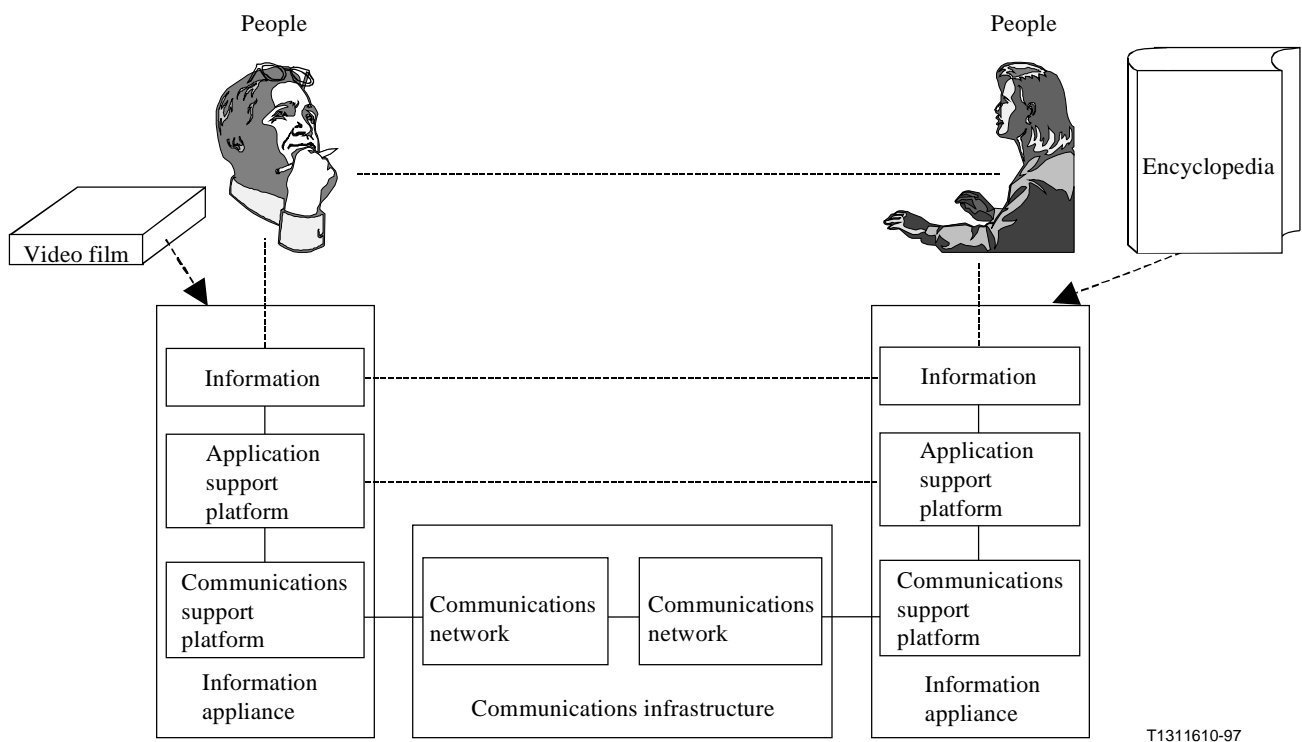 People
People
Encyclopedia
Video film
Information
Information
Application
support
platform
Application
support
platform
Communications
support
platform
Communications
network
Communications
network
Communications
support
platform
Information
appliance
Communications infrastructure
Information
appliance
T1311610-97